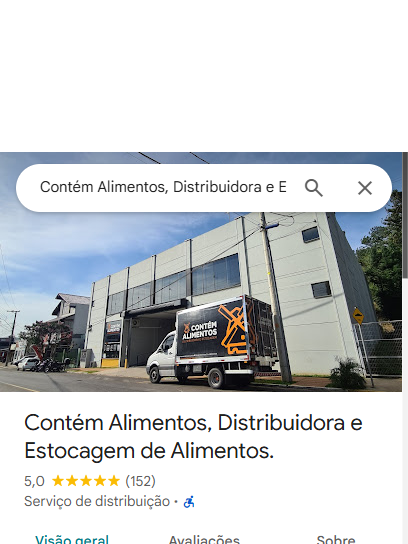 Contém Alimentos, Distribuidora e E
CONTÉM
ALIMENTOS
Contém Alimentos, Distribuidora e
Estocagem de Alimentos.
5,0 (152)
Serviço de distribuição ·
Visão geral Avaliações Sobre